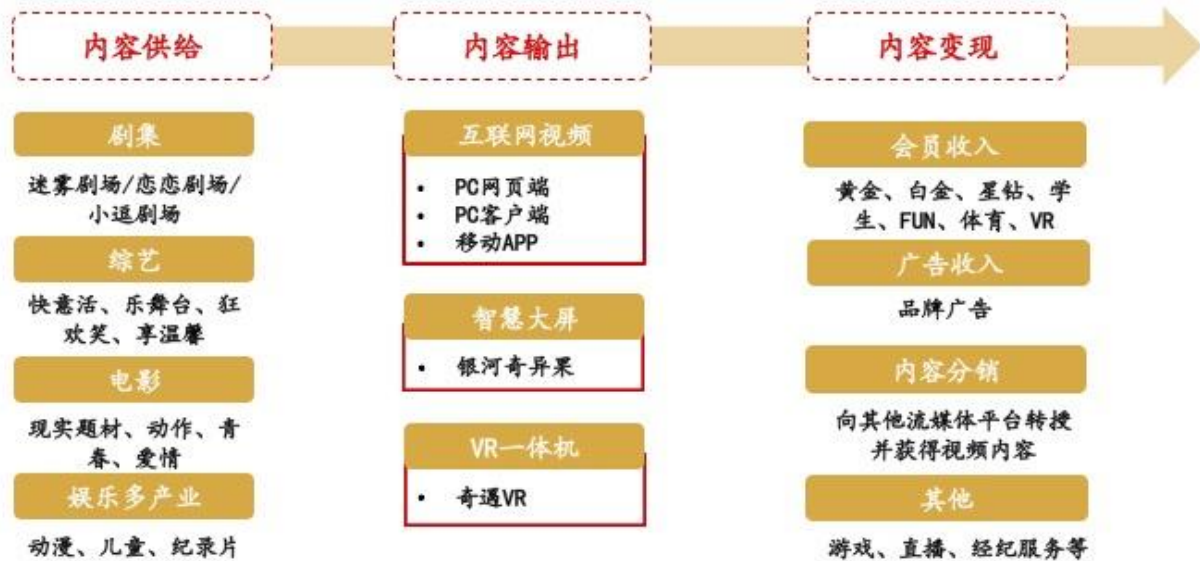 内容供给
内容输出
内容变现
剧集
迷雾剧场/恋恋剧场/
小逗剧场
综艺
快意活、乐舞台、狂
欢笑、享温馨
电影
现实题材、动作、青
春、爱情
娱乐多产业
动漫、儿童、纪录片
互联网视频
• PC网页端
• PC客户端
• 移动APP
智慧大屏
• 银河奇异果
VR一体机
• 奇遇VR
会员收入
黄金、白金、星钻、学
生、FUN、体育、VR
广告收入
品牌广告
内容分销
向其他流媒体平台转授
并获得视频内容
其他
游戏、直播、经纪服务等